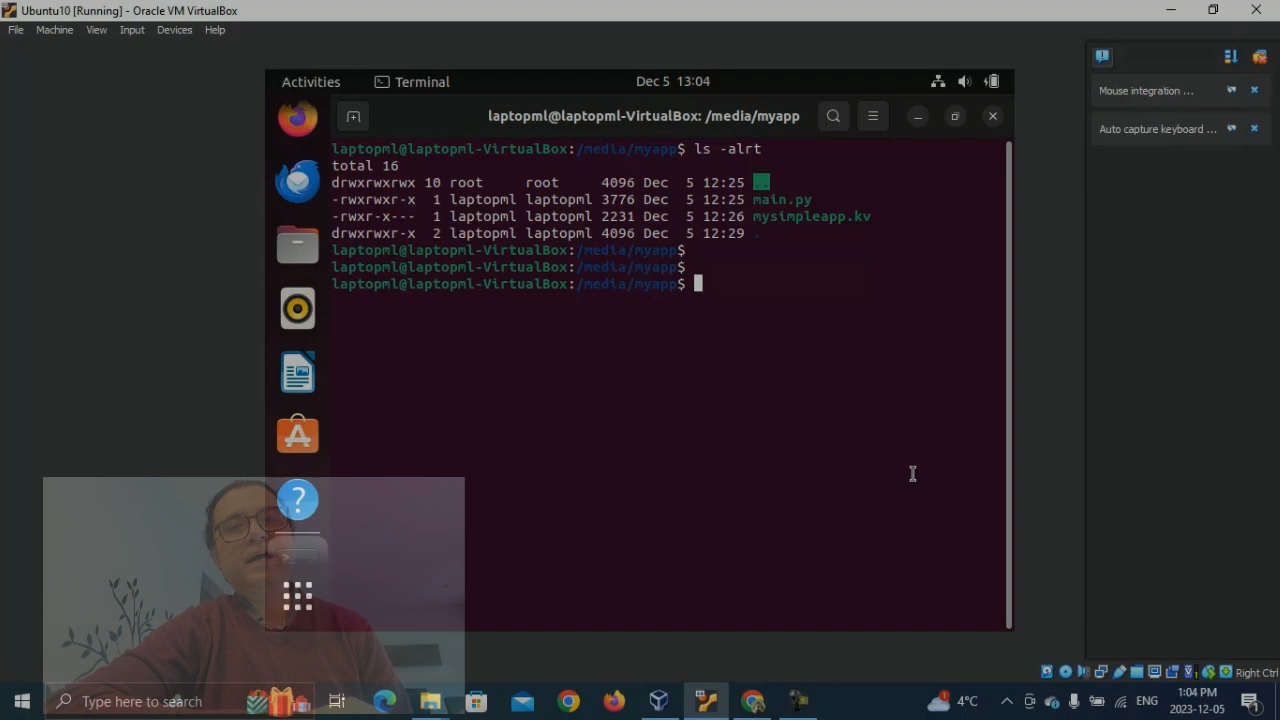 Ubuntu10 [Running] - Oracle VM VirtualBox
File Machine View Input Devices Help
Activities Terminal Dec 5 13:04
laptopml@laptopml-VirtualBox: /media/myapp
laptopml@laptopml-VirtualBox:/media/myapp$ ls -alrt
total 16
drwxrwxrwx 10 root root 4096 Dec 5 12:25 ..
-rwxrwxr-x 1 laptopml laptopml 3776 Dec 5 12:25 main.py
-rwxr-x--- 1 laptopml laptopml 2231 Dec 5 12:26 mysimpleapp.kv
drwxrwxr-x 2 laptopml laptopml 4096 Dec 5 12:29 .
laptopml@laptopml-VirtualBox:/media/myapp$
laptopml@laptopml-VirtualBox:/media/myapp$
laptopml@laptopml-VirtualBox:/media/myapp$
Mouse integration ...
Auto capture keyboard ...
Right Ctrl
Type here to search
4°C
ENG
1:04 PM
2023-12-05
1